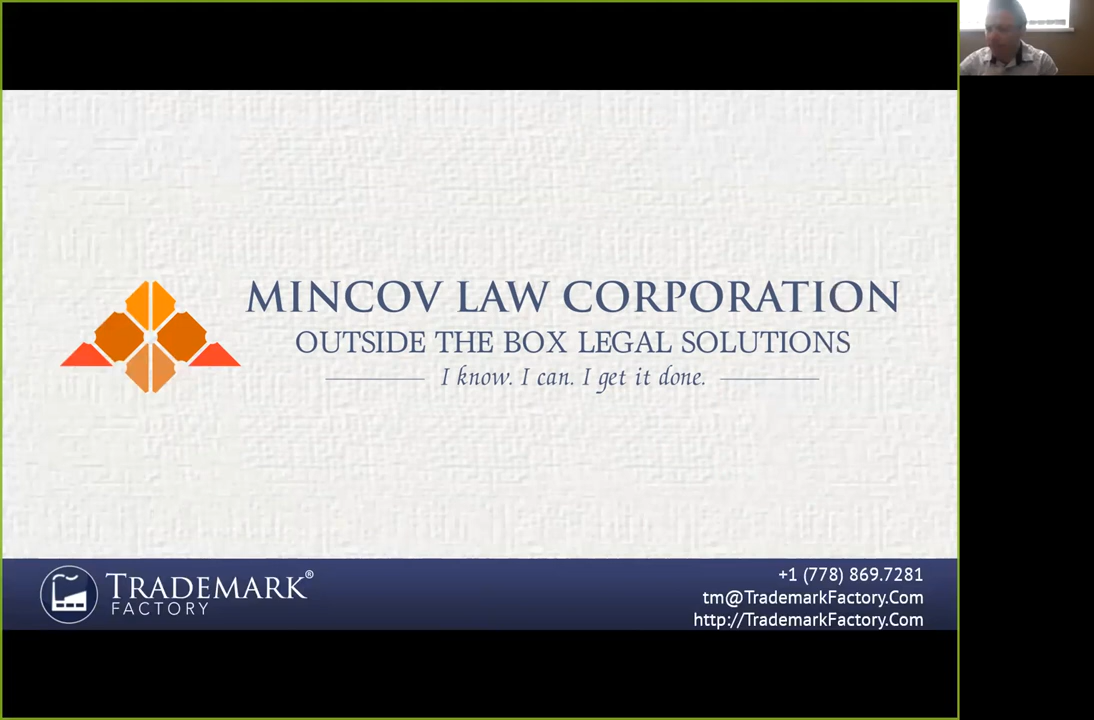 MINCOV LAW CORPORATION
OUTSIDE THE BOX LEGAL SOLUTIONS
I know. I can. I get it done.
TRADEMARK®
FACTORY
+1 (778) 869.7281
tm@TrademarkFactory.Com
http://TrademarkFactory.Com